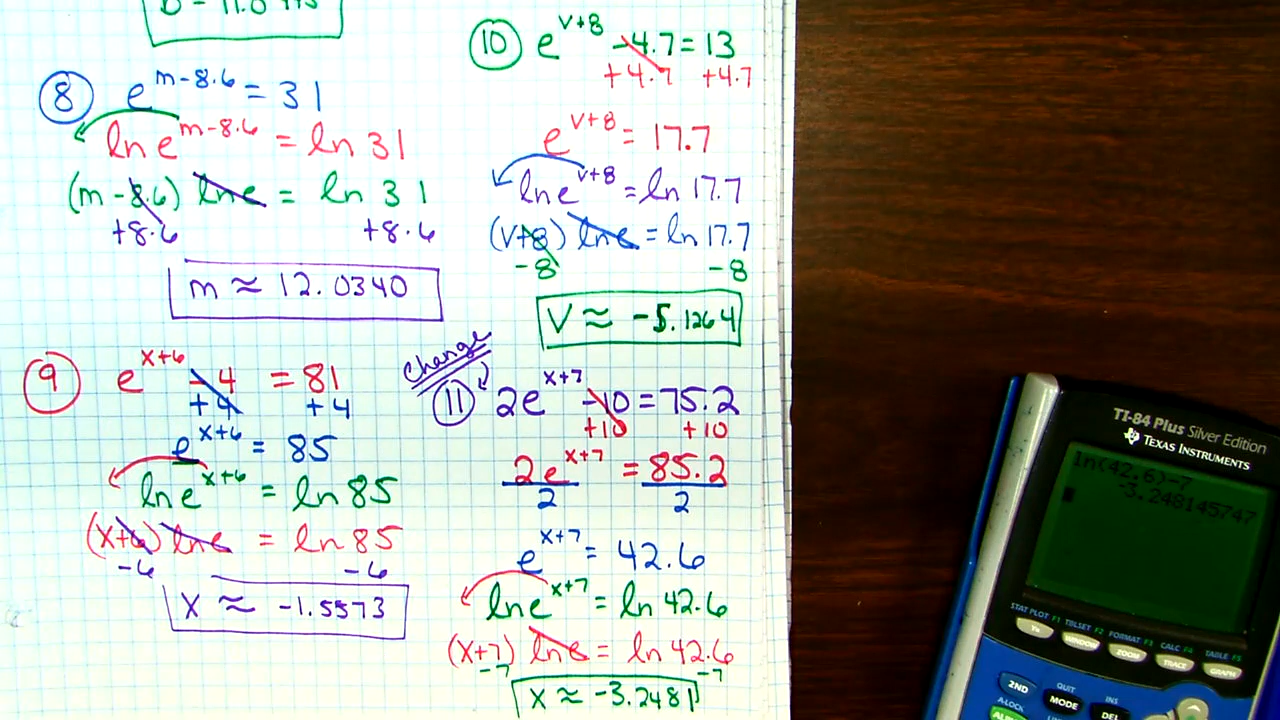 ⑧ e^(m-8.6) = 31
ln e^(m-8.6) = ln 31
(m-8.6) ln e = ln 31
+8.6 +8.6
m ≈ 12.0340
⑨ e^(x+6) - 4 = 81
+4 +4
e^(x+6) = 85
ln e^(x+6) = ln 85
(x+6) ln e = ln 85
-6 -6
x ≈ -1.5573
⑩ e^(v+8) -4.7 = 13
+4.7 +4.7
e^(v+8) = 17.7
ln e^(v+8) = ln 17.7
(v+8) ln e = ln 17.7
-8 -8
V ≈ -5.1264
change
⑪ 2e^(x+7) -10 = 75.2
+10 +10
2e^(x+7) = 85.2
2 2
e^(x+7) = 42.6
ln e^(x+7) = ln 42.6
(x+7) ln e = ln 42.6
-7 -7
x ≈ -3.2481
TI-84 Plus Silver Edition
TEXAS INSTRUMENTS
ln(42.6)-7
-3.248145747
STAT PLOT F1 TBLSET F2 FORMAT F3 CALC F4 TABLE F5
Y= WINDOW ZOOM TRACE GRAPH
QUIT INS
2ND MODE DEL
A-LOCK